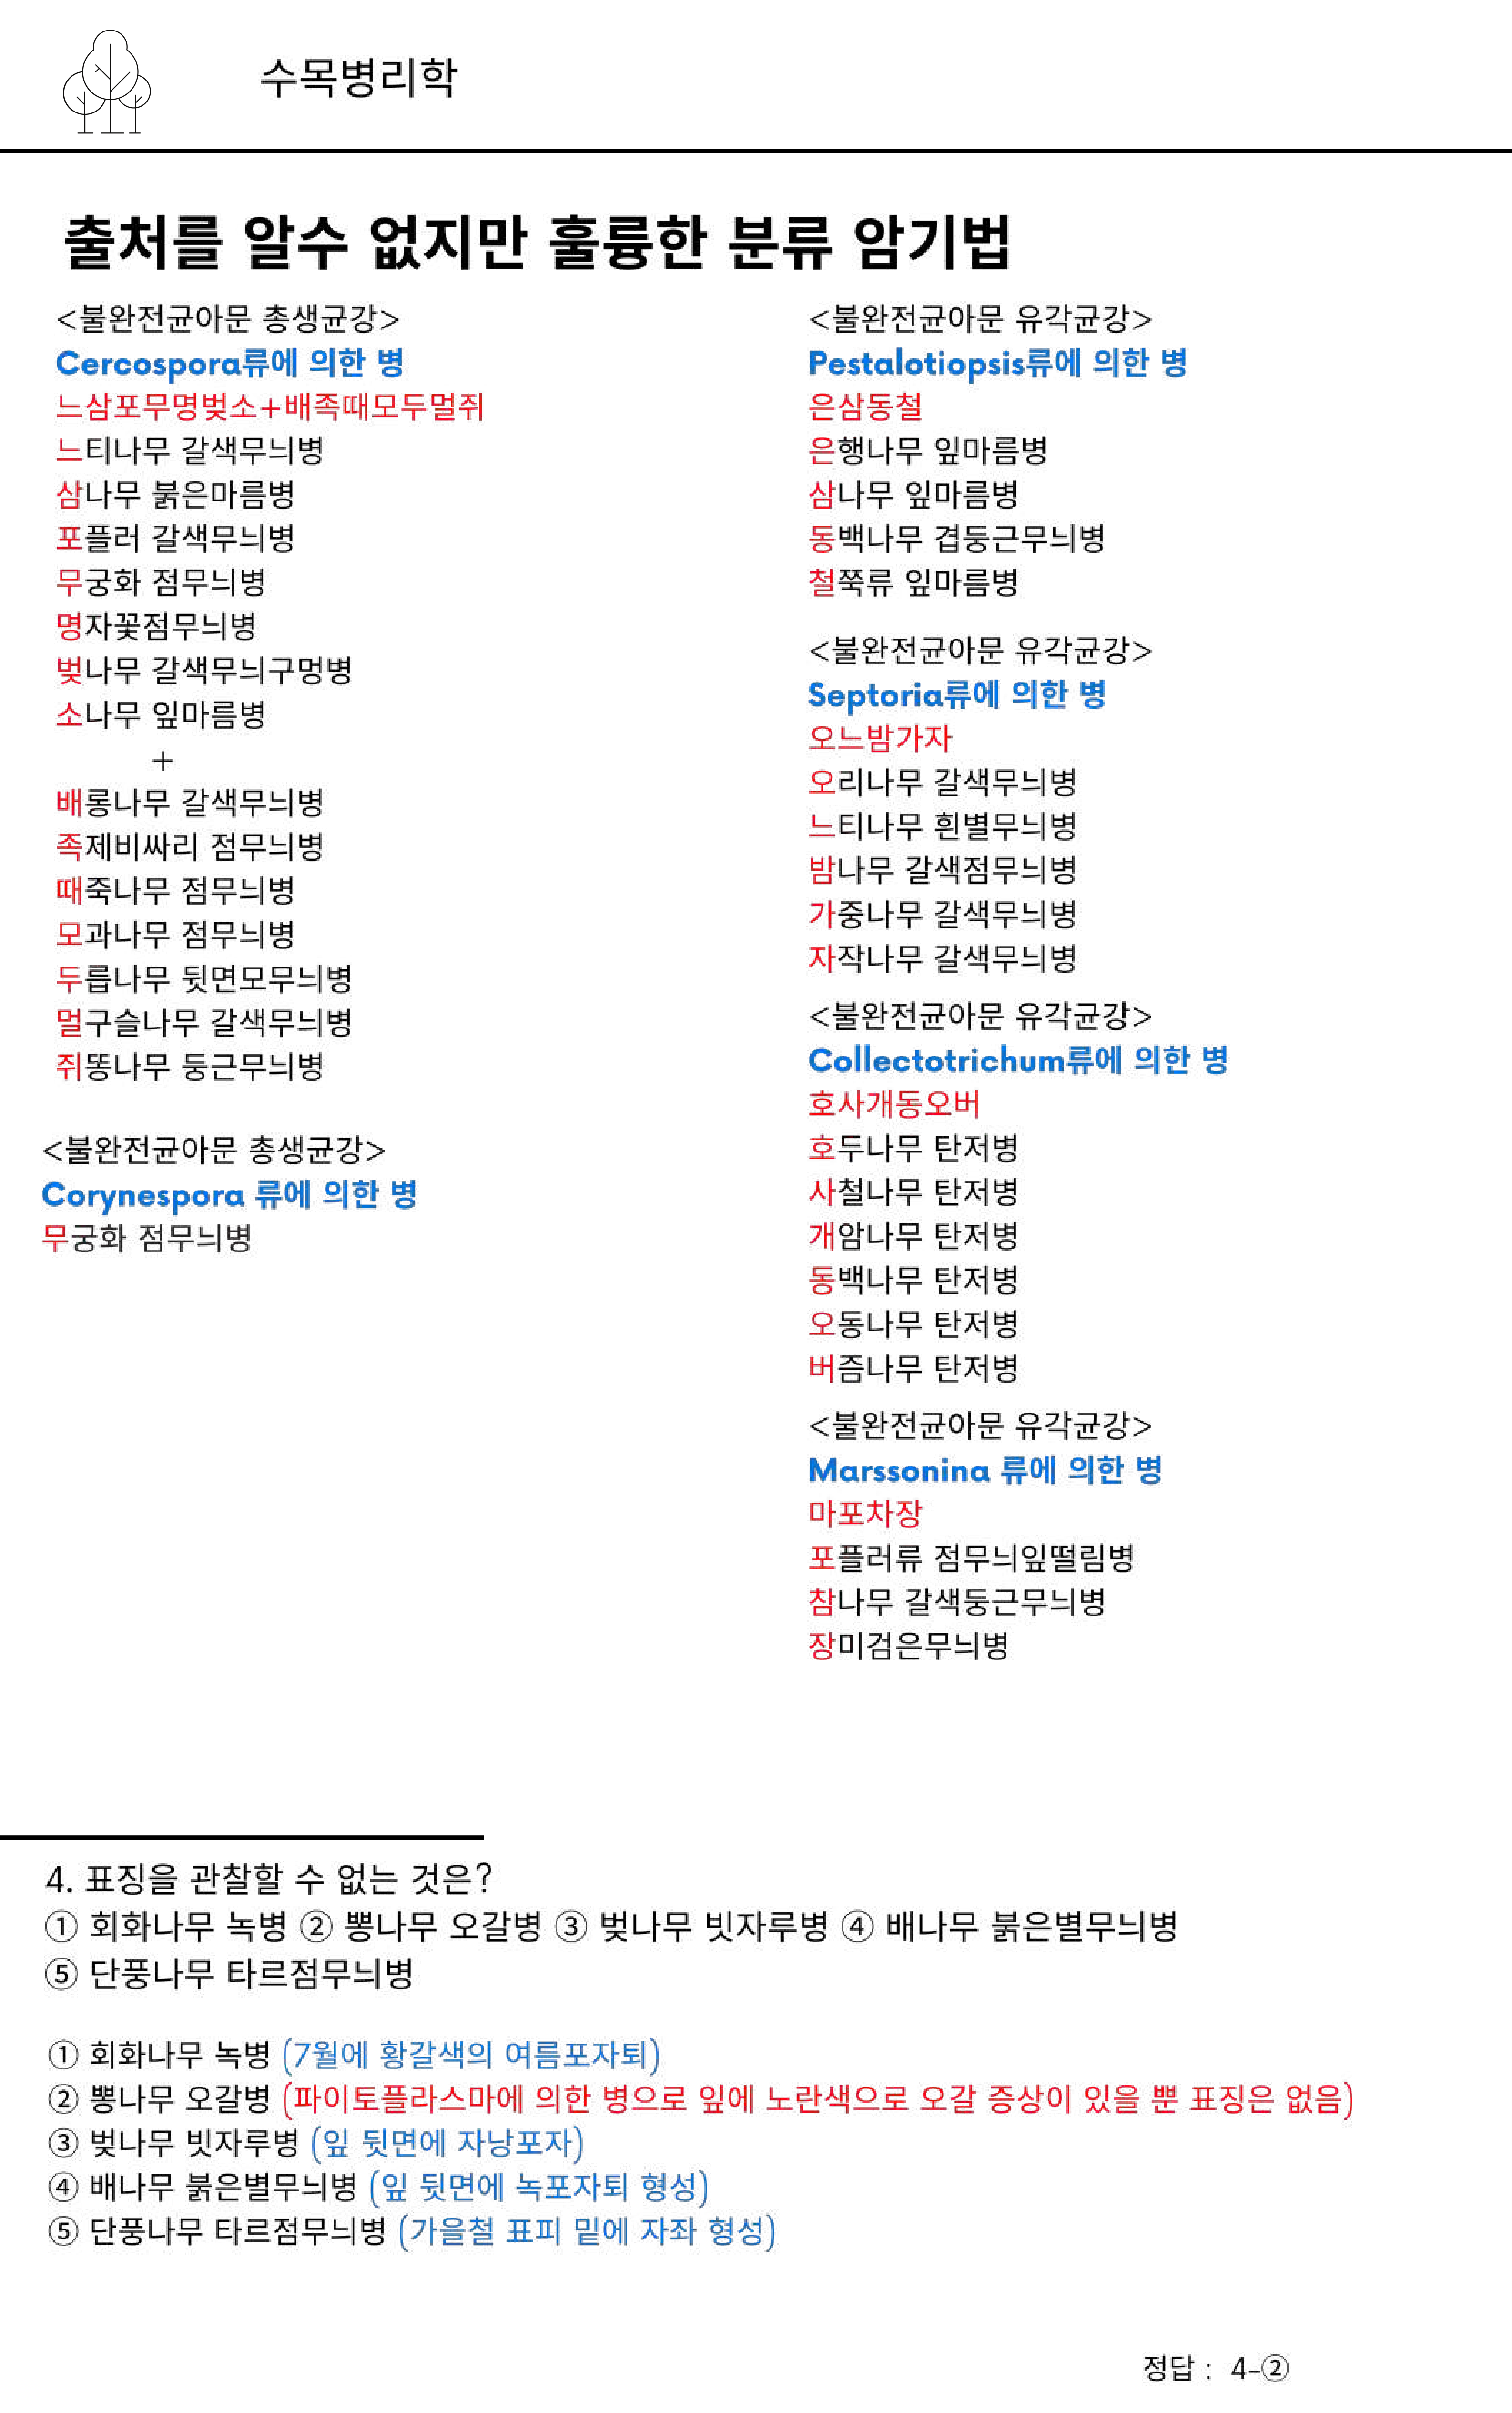 수목병리학
출처를 알수 없지만 훌륭한 분류 암기법
<불완전균아문 총생균강>
Cercospora류에 의한 병
느삼포무명벚소+배족때모두멀쥐
느티나무 갈색무늬병
삼나무 붉은마름병
포플러 갈색무늬병
무궁화 점무늬병
명자꽃점무늬병
벚나무 갈색무늬구멍병
소나무 잎마름병
+
배롱나무 갈색무늬병
족제비싸리 점무늬병
때죽나무 점무늬병
모과나무 점무늬병
두릅나무 뒷면모무늬병
멀구슬나무 갈색무늬병
쥐똥나무 둥근무늬병
<불완전균아문 총생균강>
Corynespora 류에 의한 병
무궁화 점무늬병
<불완전균아문 유각균강>
Pestalotiopsis류에 의한 병
은삼동철
은행나무 잎마름병
삼나무 잎마름병
동백나무 겹둥근무늬병
철쭉류 잎마름병
<불완전균아문 유각균강>
Septoria류에 의한 병
오느밤가자
오리나무 갈색무늬병
느티나무 흰별무늬병
밤나무 갈색점무늬병
가중나무 갈색무늬병
자작나무 갈색무늬병
<불완전균아문 유각균강>
Collectotrichum류에 의한 병
호사개동오버
호두나무 탄저병
사철나무 탄저병
개암나무 탄저병
동백나무 탄저병
오동나무 탄저병
버즘나무 탄저병
<불완전균아문 유각균강>
Marssonina 류에 의한 병
마포차장
포플러류 점무늬잎떨림병
참나무 갈색둥근무늬병
장미검은무늬병
4. 표징을 관찰할 수 없는 것은?
① 회화나무 녹병 ② 뽕나무 오갈병 ③ 벚나무 빗자루병 ④ 배나무 붉은별무늬병
⑤ 단풍나무 타르점무늬병
① 회화나무 녹병 (7월에 황갈색의 여름포자퇴)
② 뽕나무 오갈병 (파이토플라스마에 의한 병으로 잎에 노란색으로 오갈 증상이 있을 뿐 표징은 없음)
③ 벚나무 빗자루병 (잎 뒷면에 자낭포자)
④ 배나무 붉은별무늬병 (잎 뒷면에 녹포자퇴 형성)
⑤ 단풍나무 타르점무늬병 (가을철 표피 밑에 자좌 형성)
정답 : 4-②